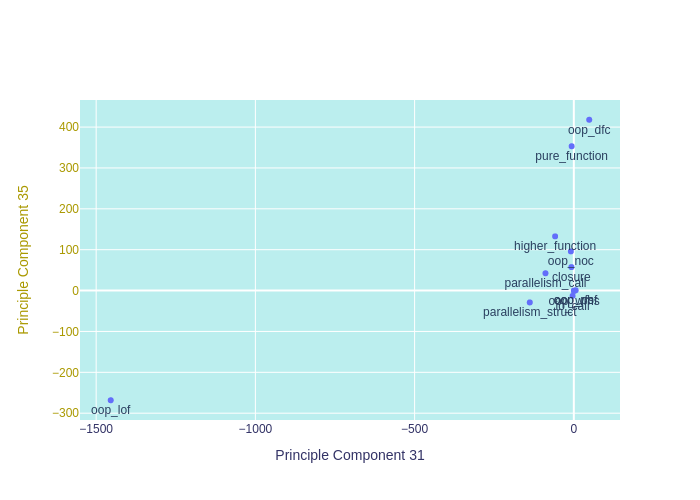 400
300
200
100
0
−100
−200
−300
Principle Component 35
oop_dfc
pure_function
higher_function
oop_noc
closure
parallelism_call
parallelism_struct
oop_lof
−1500
−1000
−500
0
Principle Component 31